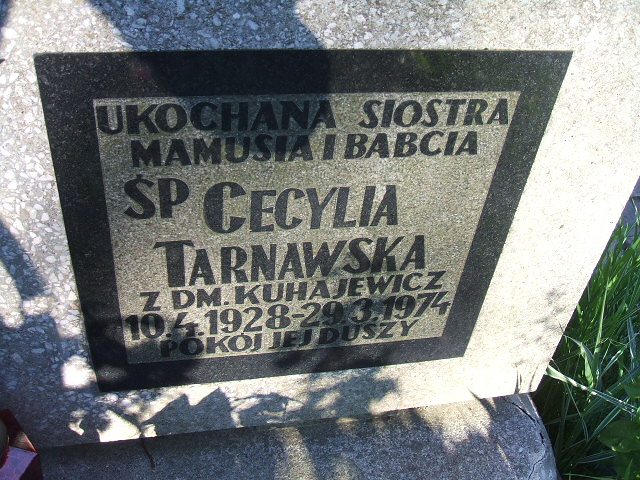 UKOCHANA SIOSTRA
MAMUSIA I BABCIA
ŚP CECYLIA
TARNAWSKA
Z DM. KUHAJEWICZ
10.4.1928-29.3.1974
POKÓJ JEJ DUSZY